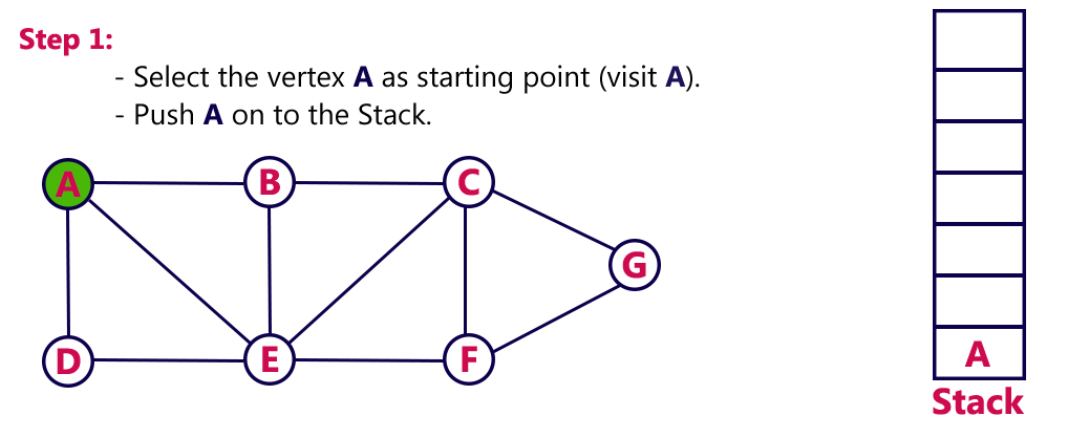 Step 1:
- Select the vertex A as starting point (visit A).
- Push A on to the Stack.
A
B
C
G
D
E
F
A
Stack